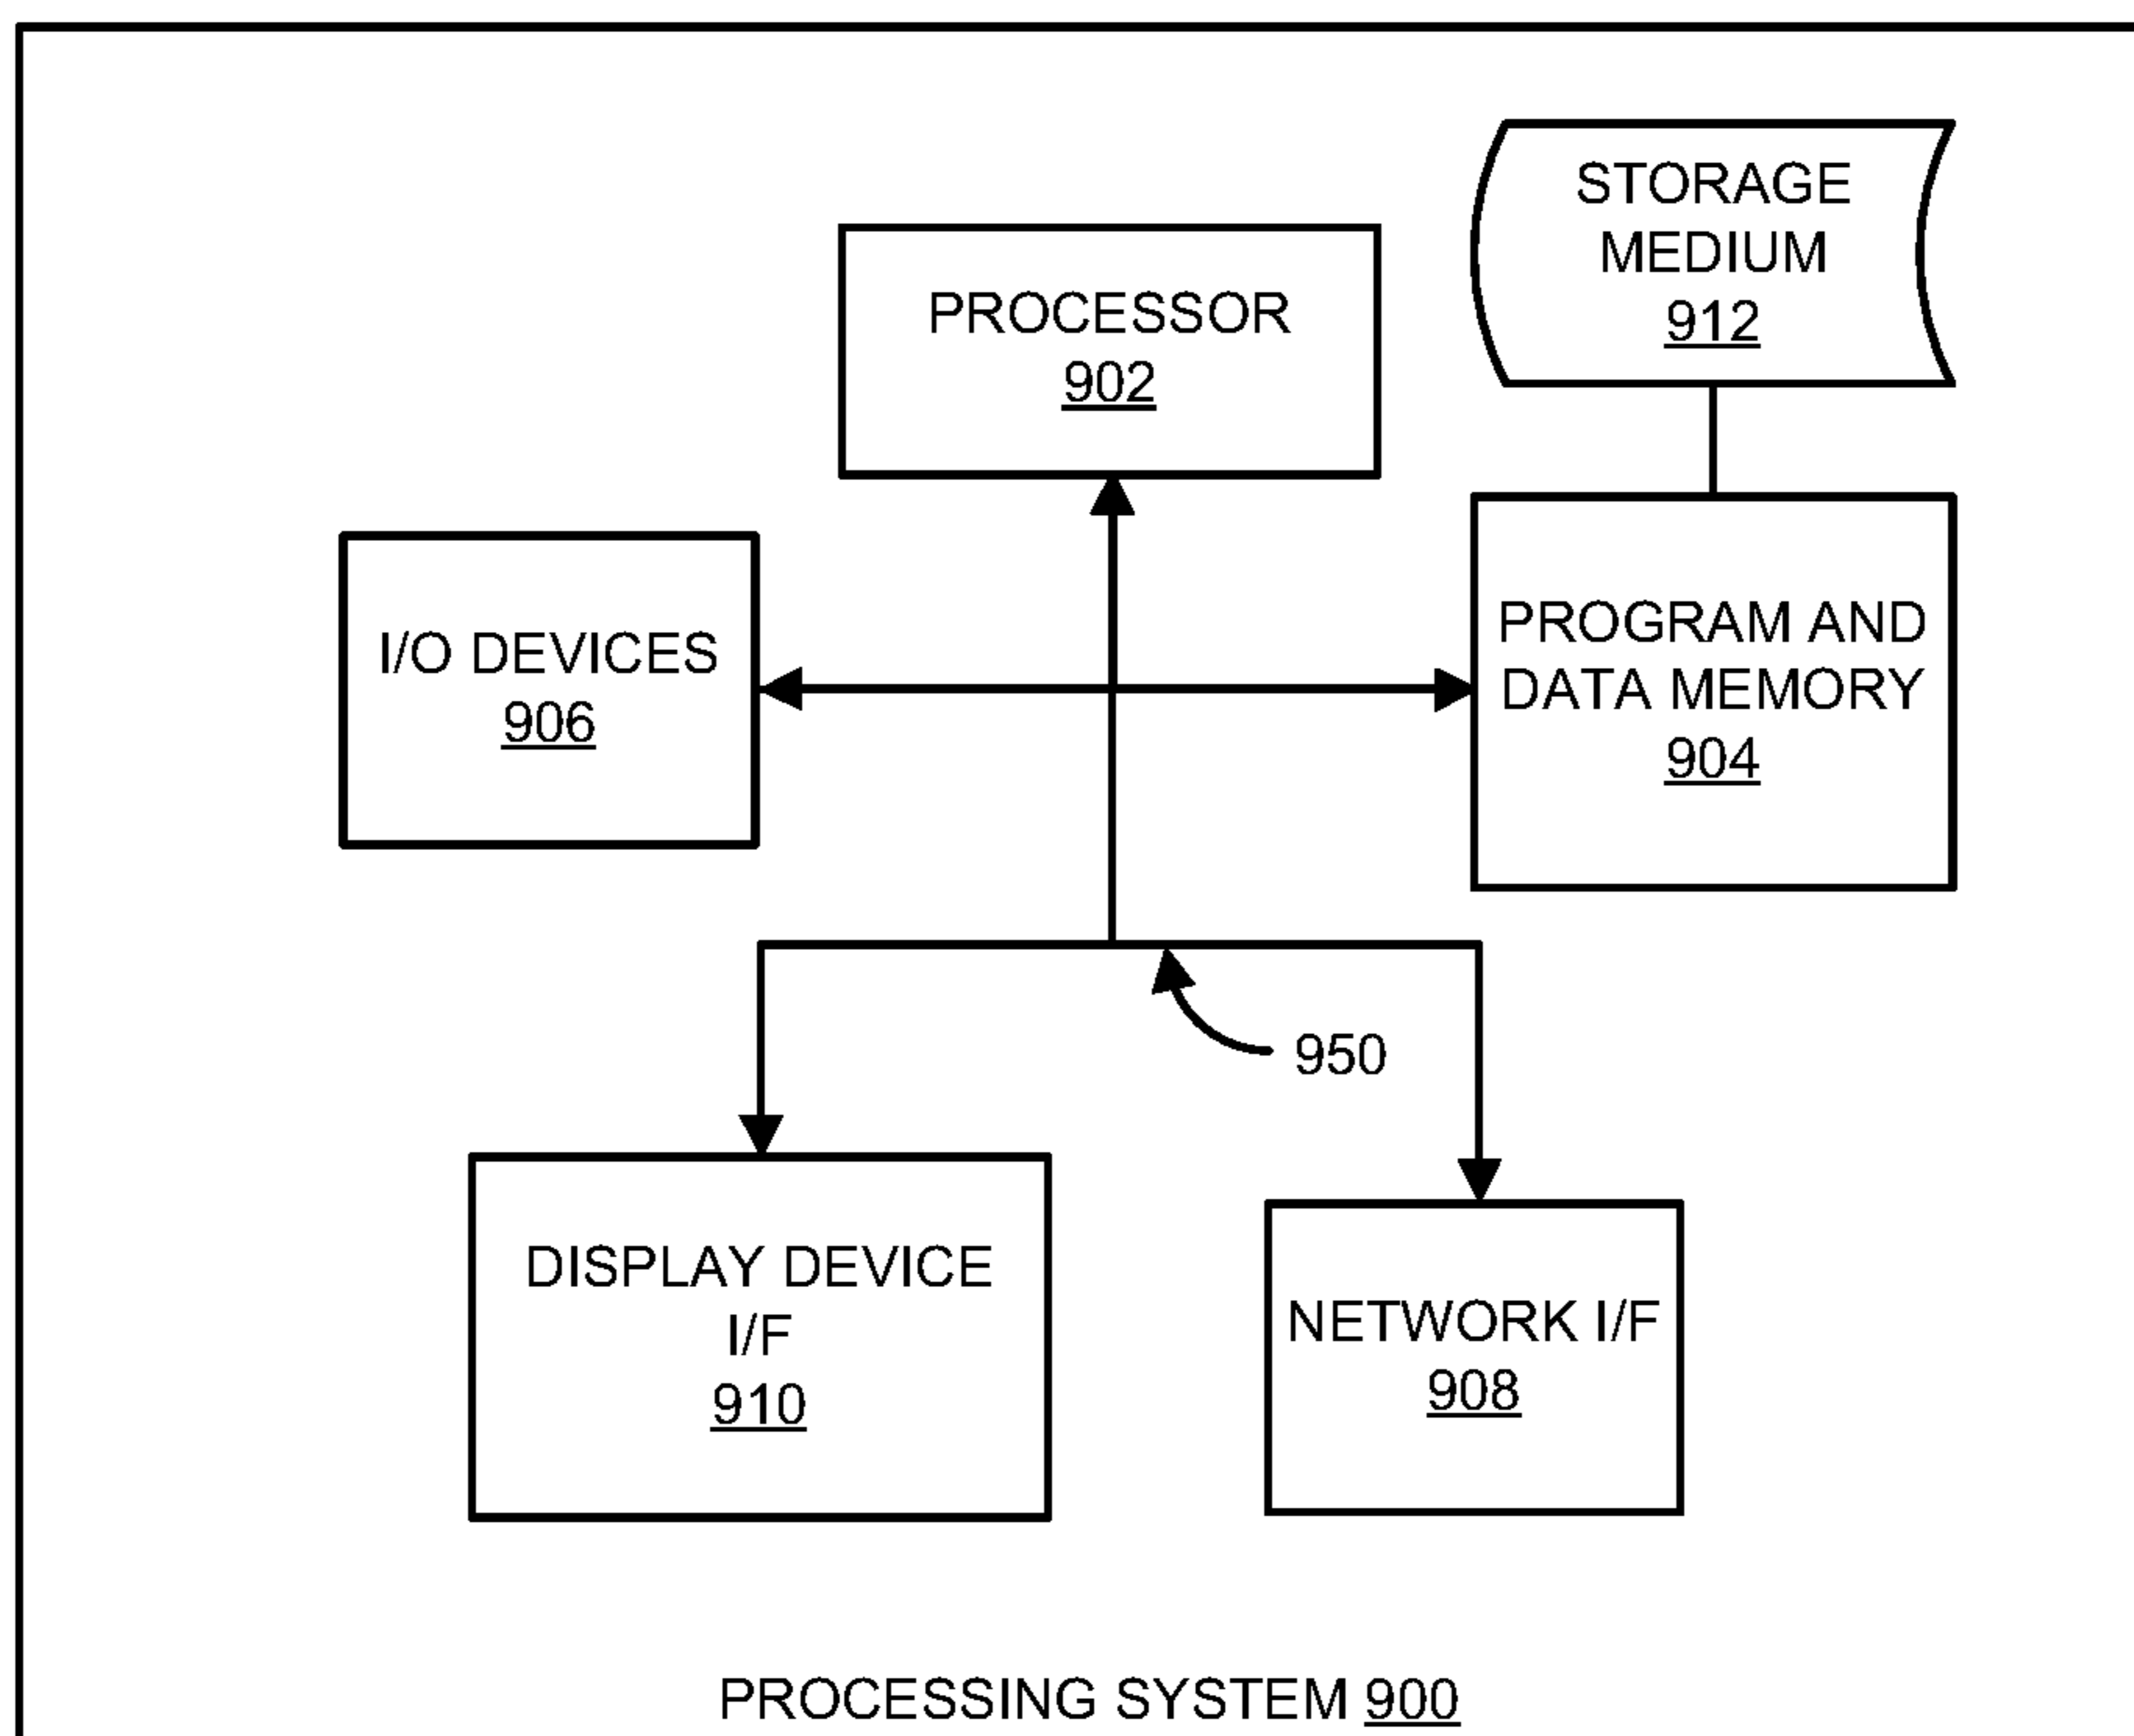 STORAGE
MEDIUM
912
PROCESSOR
902
I/O DEVICES
906
PROGRAM AND
DATA MEMORY
904
950
DISPLAY DEVICE
I/F
910
NETWORK I/F
908
PROCESSING SYSTEM 900